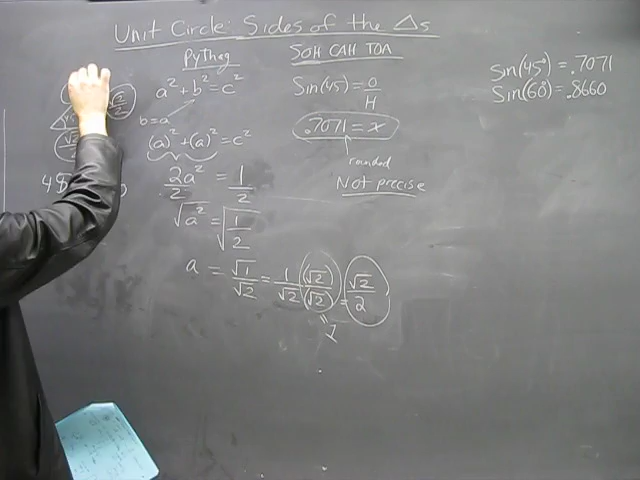 Unit Circle: Sides of the Δs
Pythag
a² + b² = c²
b=a
(a)² + (a)² = c²
2a²/2 = 1/2
√a² = √1/2
a = √1/√2 = 1/√2 (√2)/(√2) = √2/2
"1
SOH CAH TOA
Sin(45) = O/H
.7071 = x
rounded
Not precise
Sin(45°) = .7071
Sin(60°) = .8660
√2/2
45